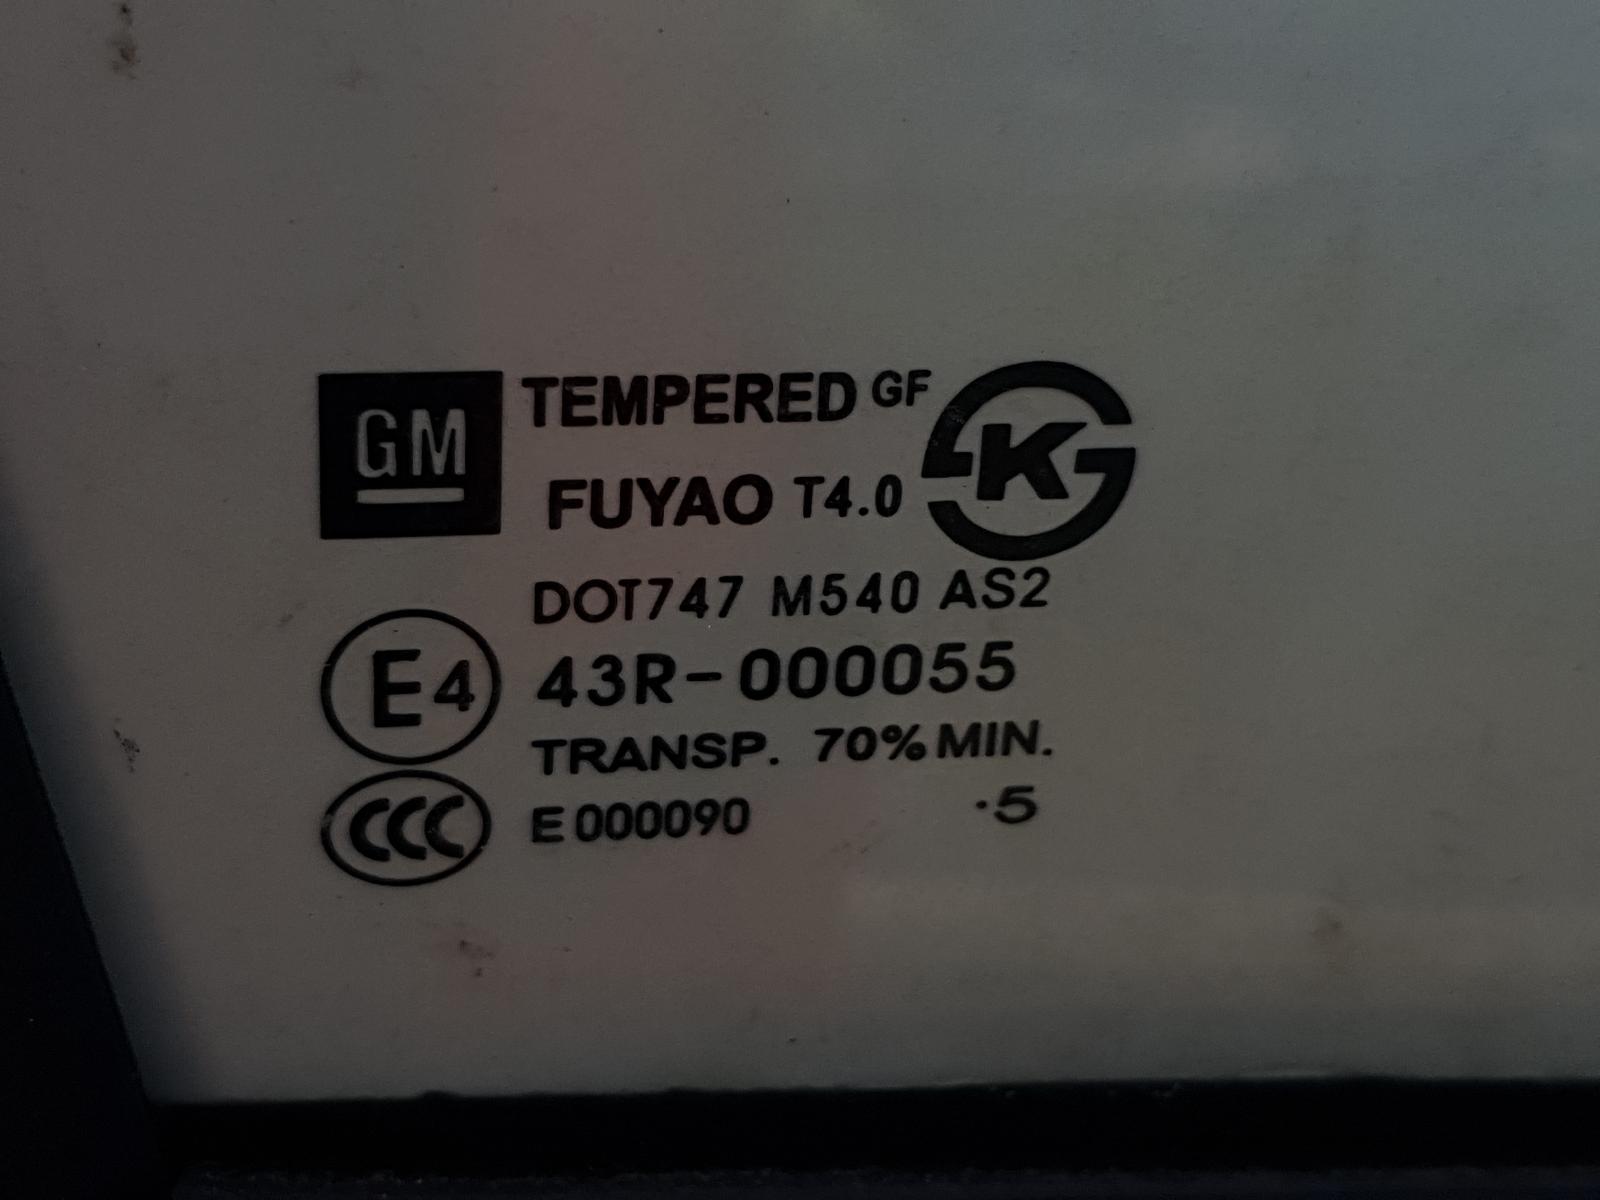 GM TEMPERED GF
FUYAO T4.0 K
DOT747 M540 AS2
E4 43R-000055
TRANSP. 70% MIN.
CCC E000090 .5